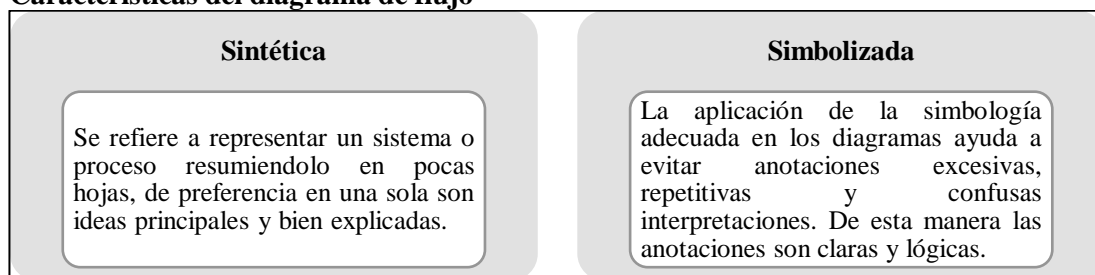 Características del diagrama de flujo
Sintética
Se refiere a representar un sistema o
proceso resumiendolo en pocas
hojas, de preferencia en una sola son
ideas principales y bien explicadas.
Simbolizada
La aplicación de la simbología
adecuada en los diagramas ayuda a
evitar anotaciones excesivas,
repetitivas y confusas
interpretaciones. De esta manera las
anotaciones son claras y lógicas.